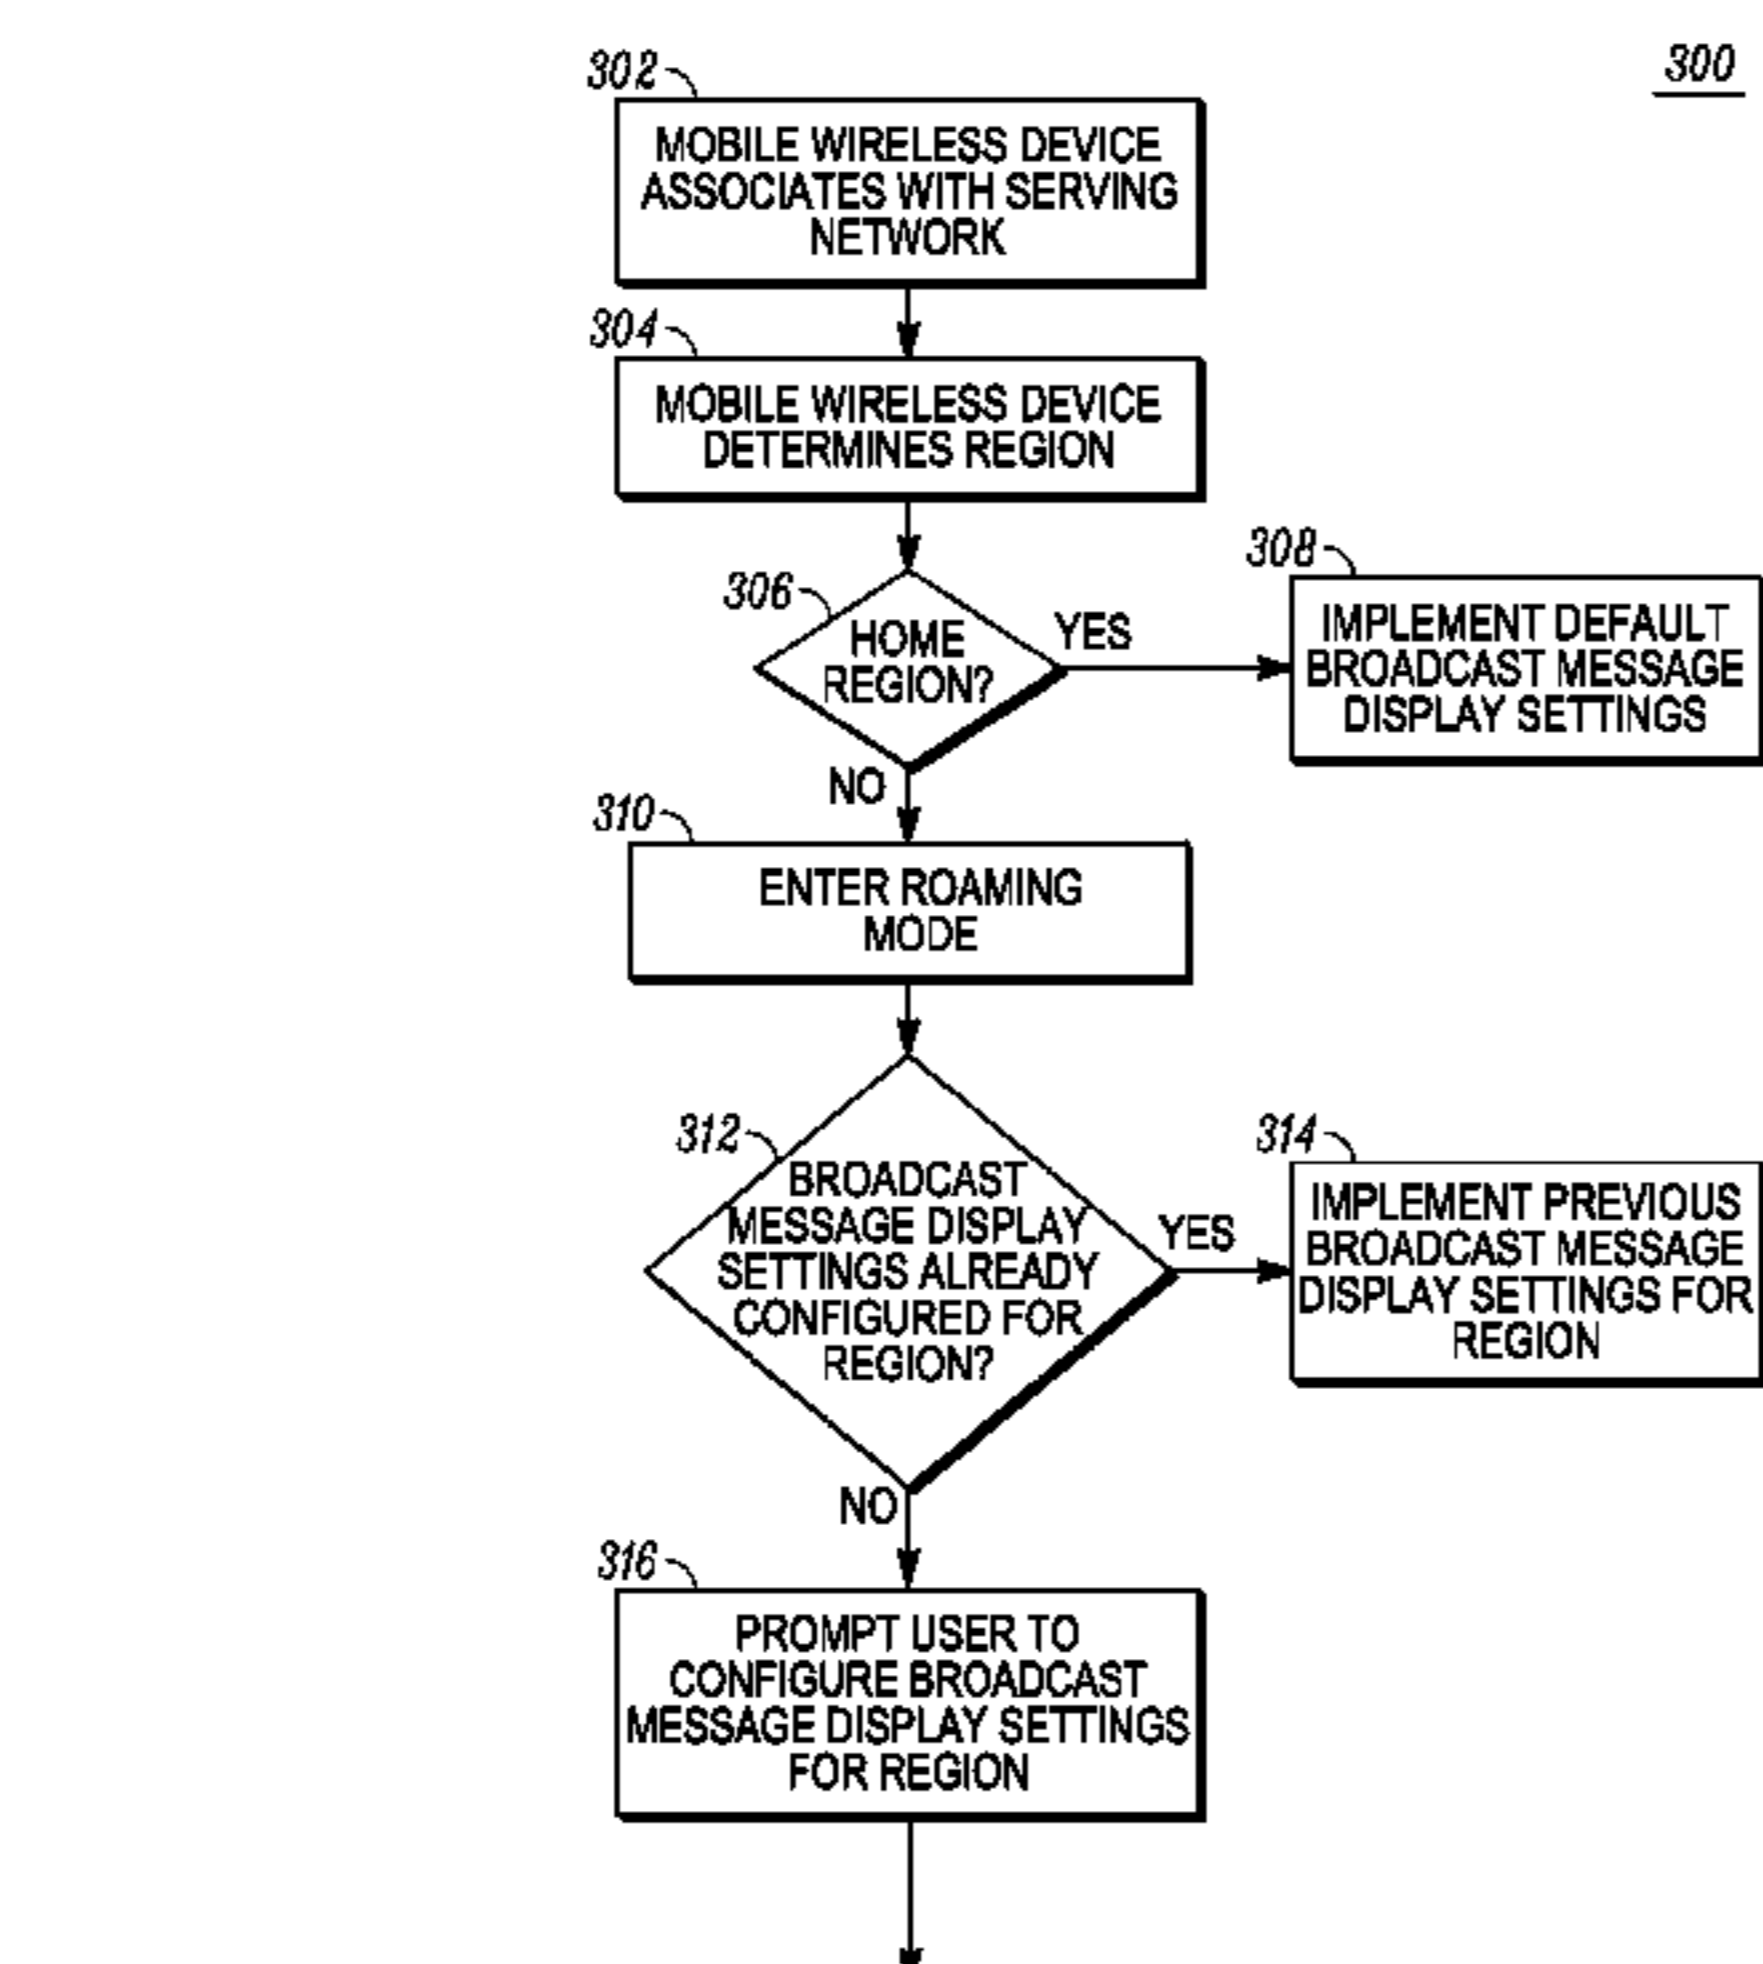 300
302
MOBILE WIRELESS DEVICE
ASSOCIATES WITH SERVING
NETWORK
304
MOBILE WIRELESS DEVICE
DETERMINES REGION
306
HOME
REGION?
YES
308
IMPLEMENT DEFAULT
BROADCAST MESSAGE
DISPLAY SETTINGS
NO
310
ENTER ROAMING
MODE
312
BROADCAST
MESSAGE DISPLAY
SETTINGS ALREADY
CONFIGURED FOR
REGION?
YES
314
IMPLEMENT PREVIOUS
BROADCAST MESSAGE
DISPLAY SETTINGS FOR
REGION
NO
316
PROMPT USER TO
CONFIGURE BROADCAST
MESSAGE DISPLAY SETTINGS
FOR REGION